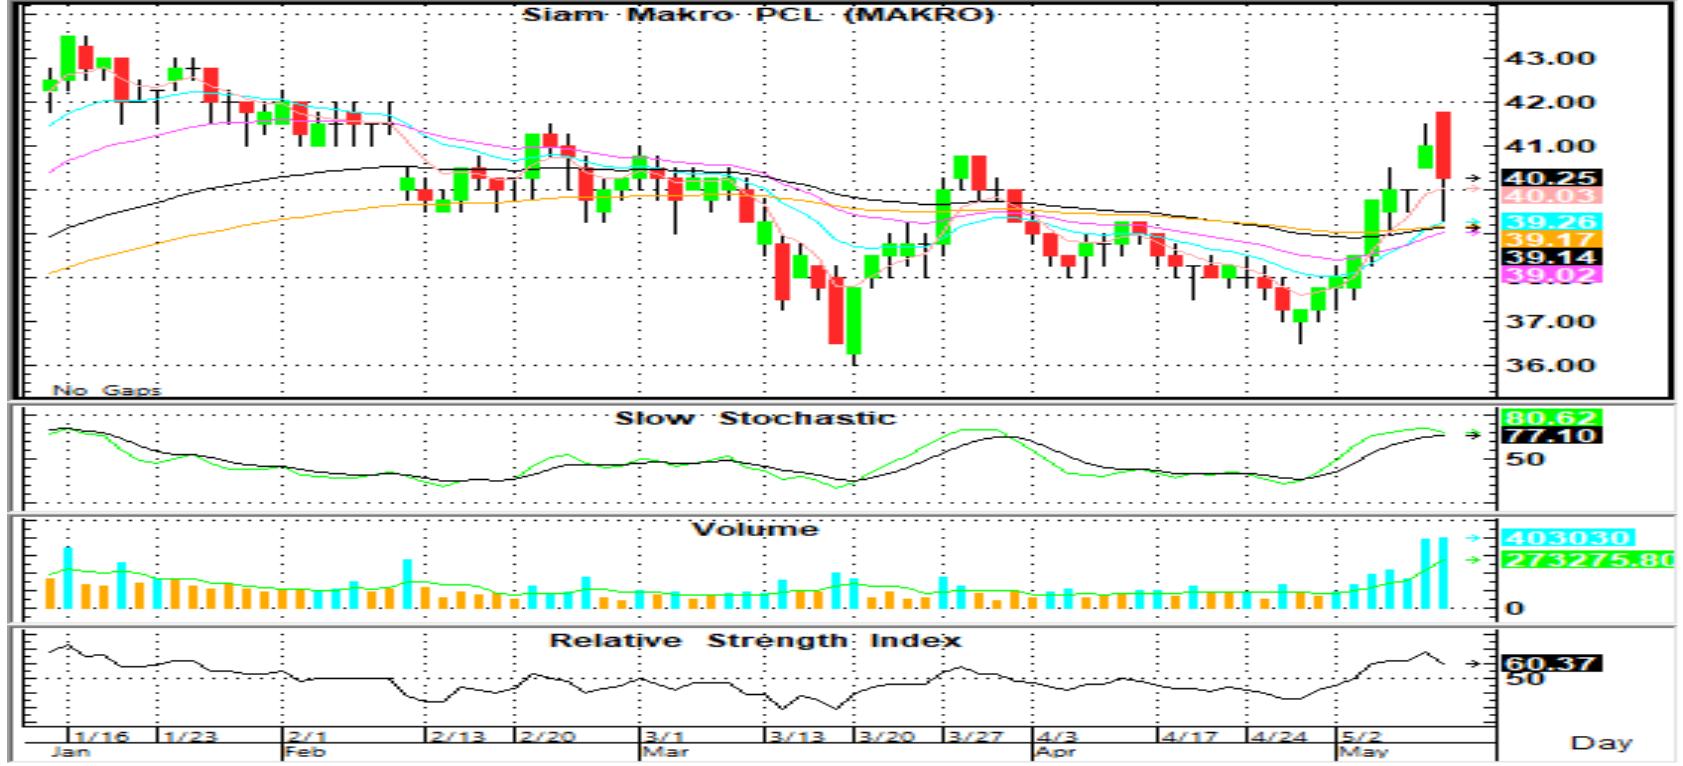 Siam Makro PCL (MAKRO)
43.00
42.00
41.00
40.25
40.03
39.26
39.17
39.14
39.02
37.00
36.00
No Gaps
Slow Stochastic
80.62
77.10
50
Volume
403030
273275.80
0
Relative Strength Index
60.37
50
1/16 1/23 2/1 2/13 2/20 3/1 3/13 3/20 3/27 4/3 4/17 4/24 5/2
Jan Feb Mar Apr May
Day